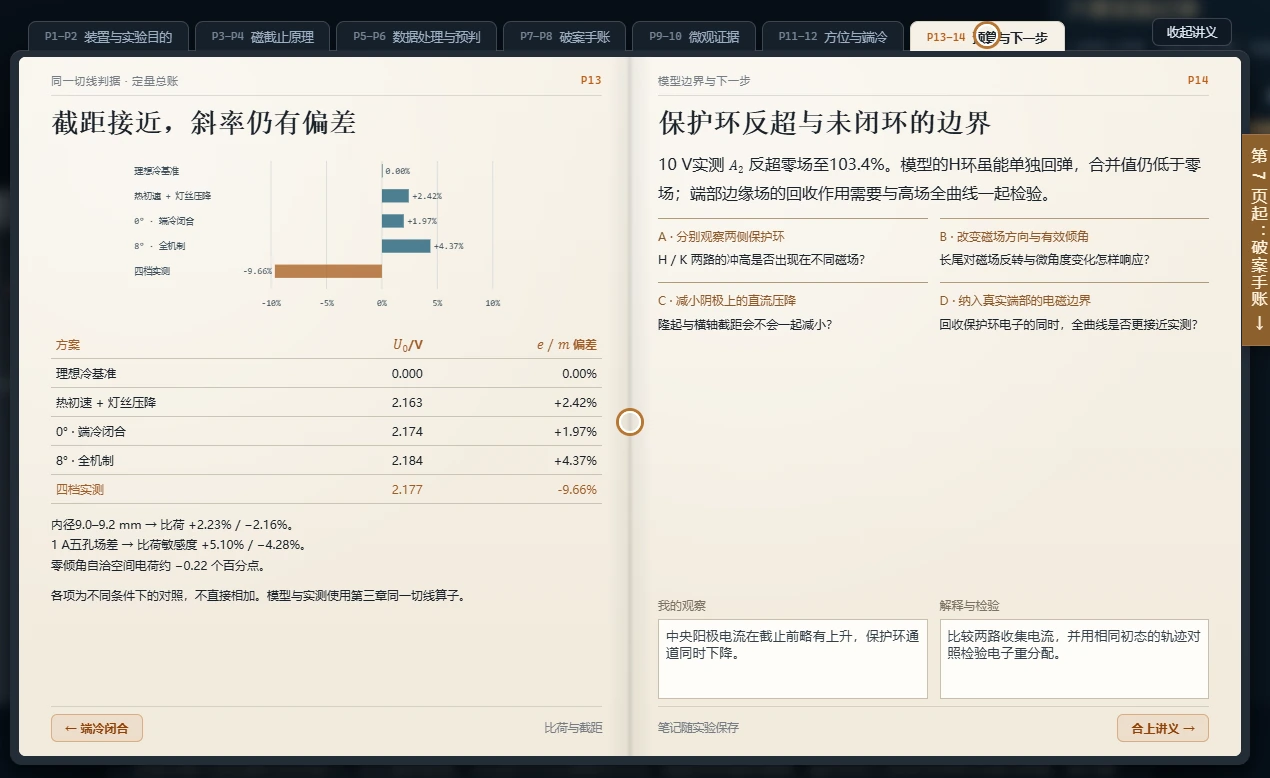 P1–P2 装置与实验目的
P3–P4 磁截止原理
P5–P6 数据处理与预判
P7–P8 破案手账
P9–10 微观证据
P11–12 方位与端冷
P13–14 与下一步
收起讲义
同一切线判据 · 定量总账
P13
截距接近，斜率仍有偏差
理想冷基准 0.00%
热初速 + 灯丝压降 +2.42%
0° · 端冷闭合 +1.97%
8° · 全机制 +4.37%
四档实测 -9.66%
-10% -5% 0% 5% 10%
方案 U₀/V e / m 偏差
理想冷基准 0.000 0.00%
热初速 + 灯丝压降 2.163 +2.42%
0° · 端冷闭合 2.174 +1.97%
8° · 全机制 2.184 +4.37%
四档实测 2.177 -9.66%
内径9.0–9.2 mm → 比荷 +2.23% / −2.16%。
1 A五孔场差 → 比荷敏感度 +5.10% / −4.28%。
零倾角自洽空间电荷约 −0.22 个百分点。
各项为不同条件下的对照，不直接相加。模型与实测使用第三章同一切线算子。
← 端冷闭合
比荷与截距
模型边界与下一步
P14
保护环反超与未闭环的边界
10 V实测 A₂ 反超零场至103.4%。模型的H环虽能单独回弹，合并值仍低于零
场；端部边缘场的回收作用需要与高场全曲线一起检验。
A · 分别观察两侧保护环
H / K 两路的冲高是否出现在不同磁场？
B · 改变磁场方向与有效倾角
长尾对磁场反转与微角度变化怎样响应？
C · 减小阴极上的直流压降
隆起与横轴截距会不会一起减小？
D · 纳入真实端部的电磁边界
回收保护环电子的同时，全曲线是否更接近实测？
我的观察
中央阳极电流在截止前略有上升，保护环通
道同时下降。
解释与检验
比较两路收集电流，并用相同初态的轨迹对
照检验电子重分配。
笔记随实验保存
合上讲义 →
第 7 页起：破案手账 ↓